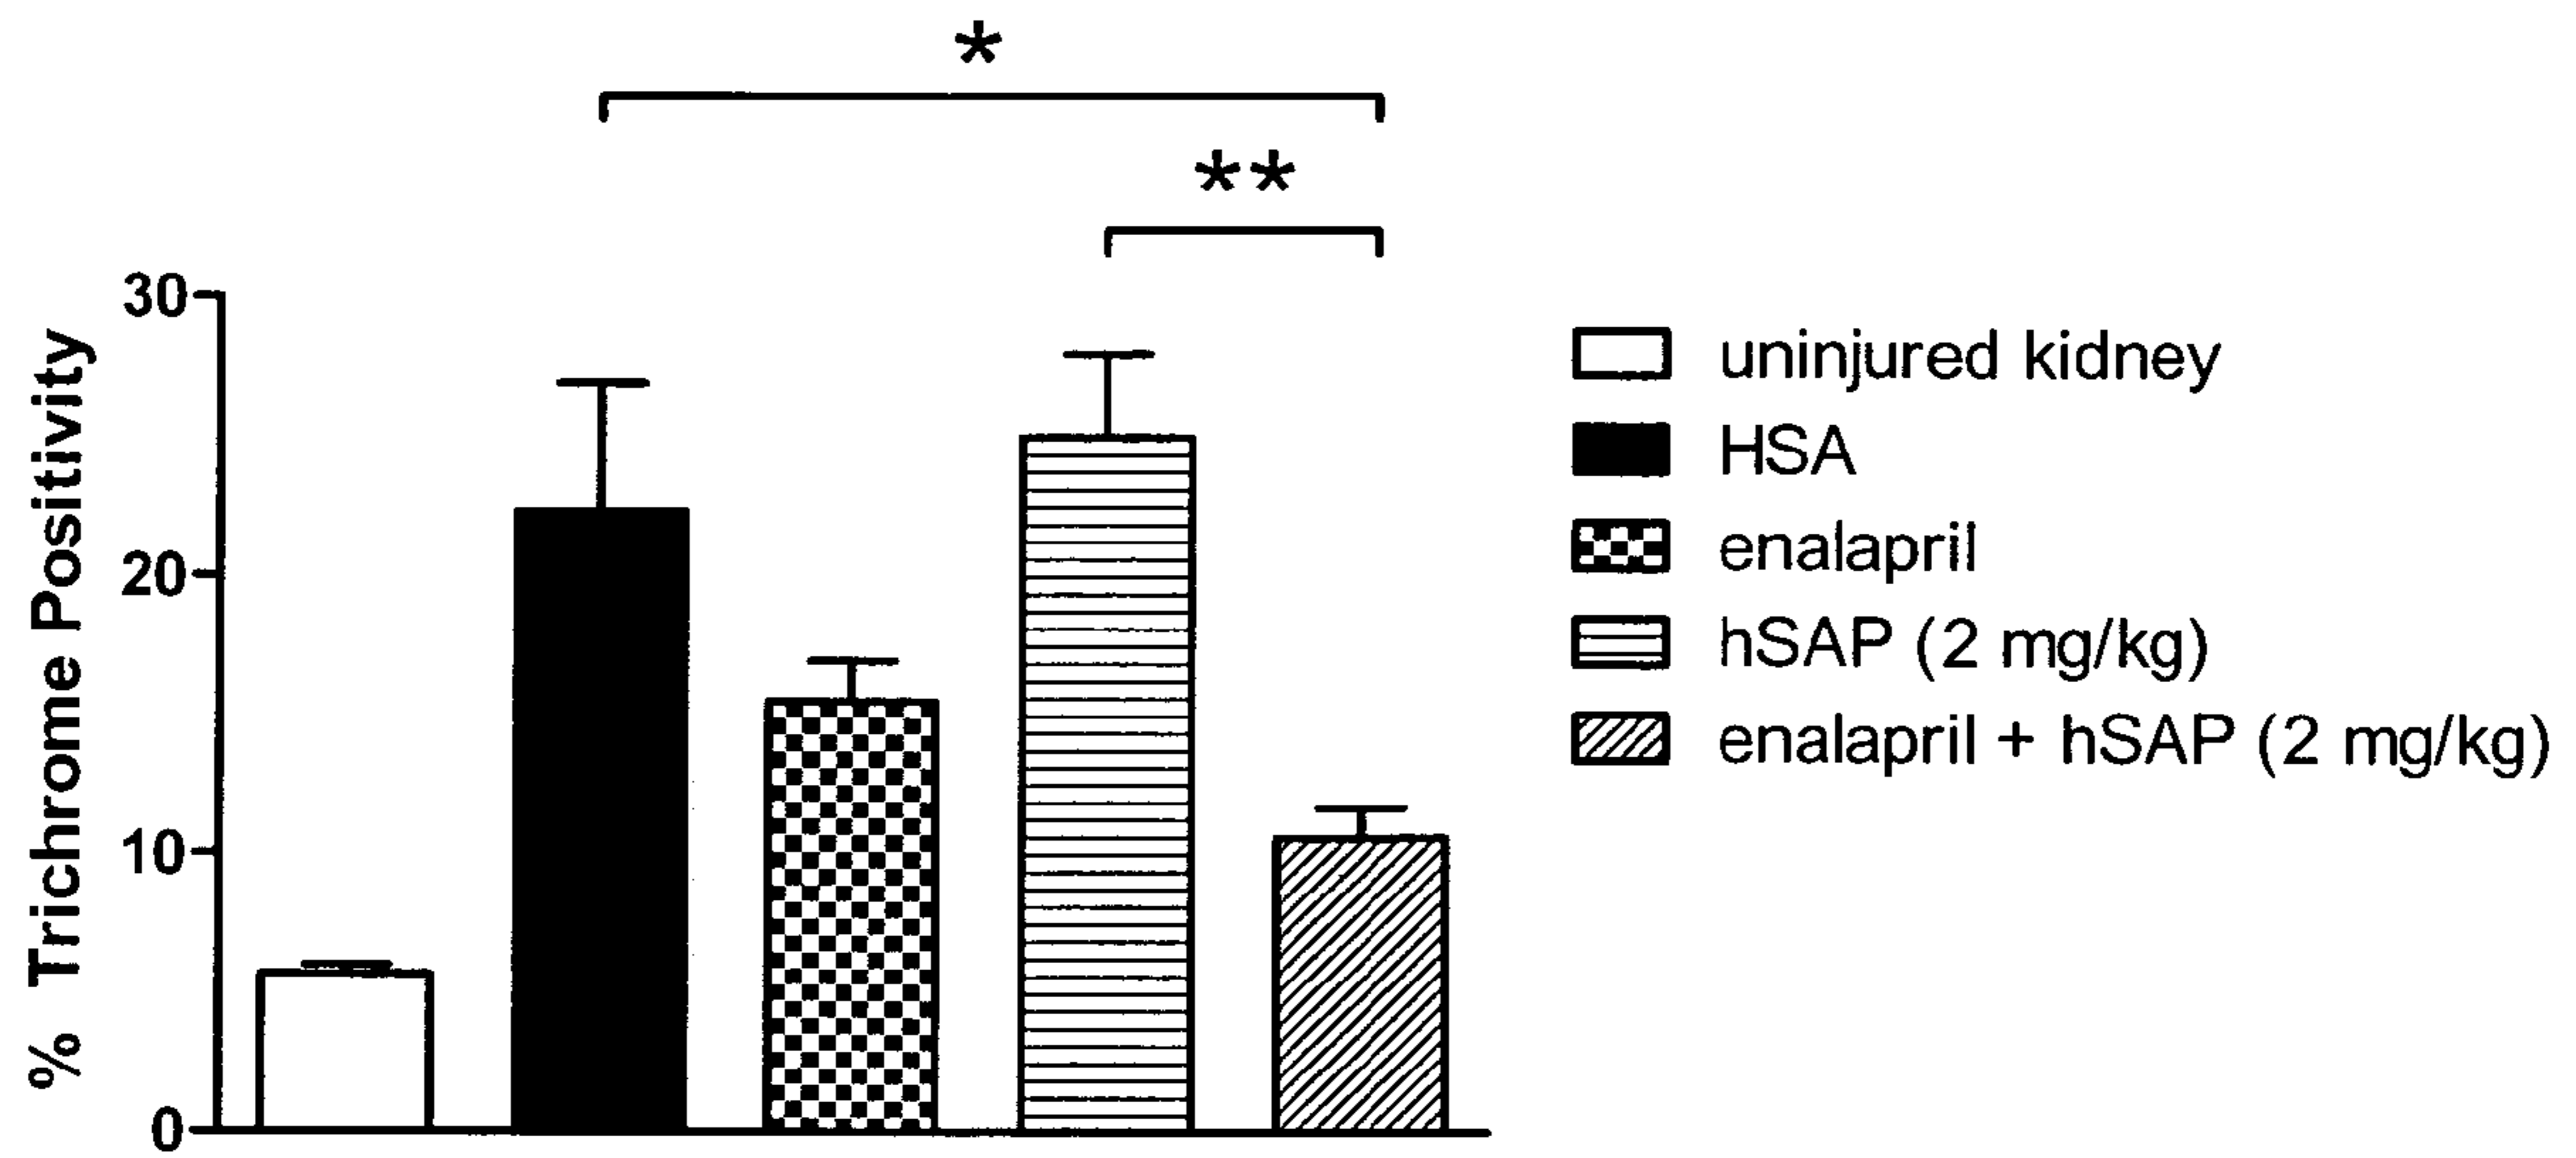 *
**
% Trichrome Positivity
30
20
10
0
uninjured kidney
HSA
enalapril
hSAP (2 mg/kg)
enalapril + hSAP (2 mg/kg)